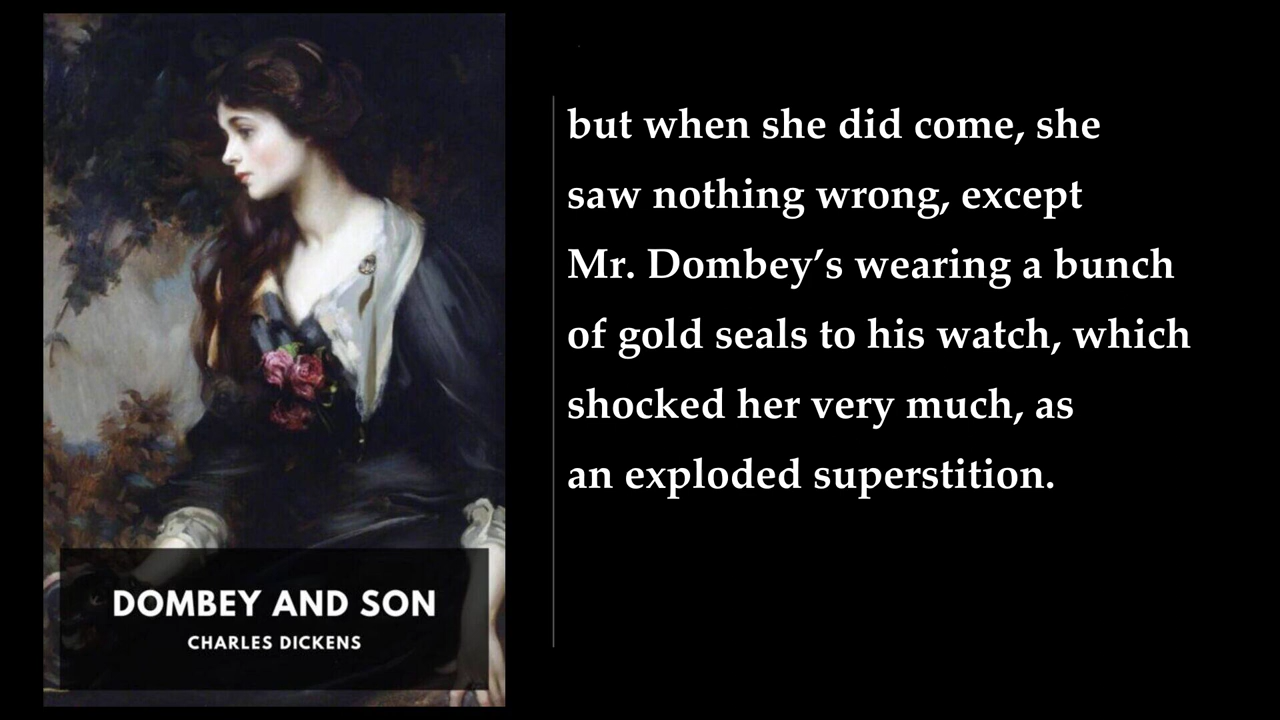 but when she did come, she
saw nothing wrong, except
Mr. Dombey’s wearing a bunch
of gold seals to his watch, which
shocked her very much, as
an exploded superstition.
DOMBEY AND SON
CHARLES DICKENS